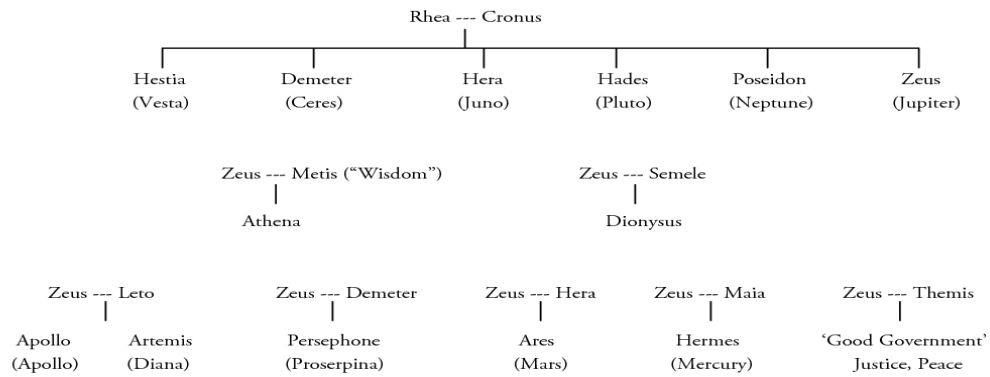 Rhea --- Cronus
Hestia Demeter Hera Hades Poseidon Zeus
(Vesta) (Ceres) (Juno) (Pluto) (Neptune) (Jupiter)
Zeus --- Metis (“Wisdom”) Zeus --- Semele
Athena Dionysus
Zeus --- Leto Zeus --- Demeter Zeus --- Hera Zeus --- Maia Zeus --- Themis
Apollo Artemis Persephone Ares Hermes ‘Good Government’
(Apollo) (Diana) (Proserpina) (Mars) (Mercury) Justice, Peace